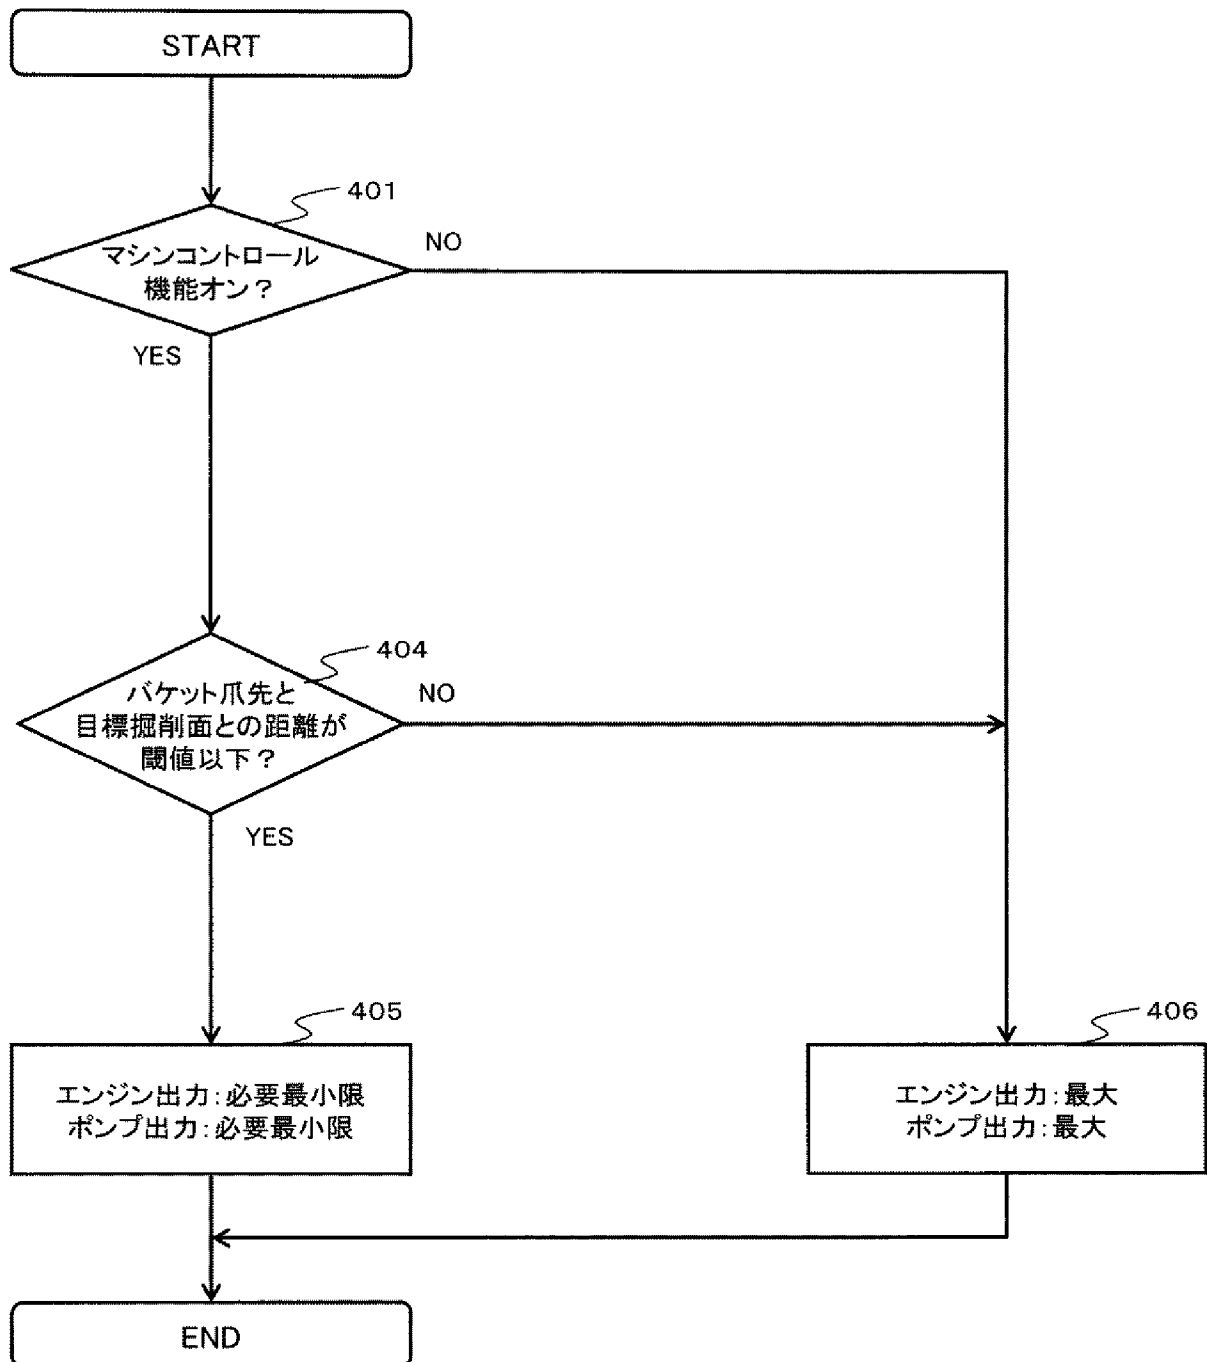 START
401
マシンコントロール
機能オン?
NO
YES
404
バケット爪先と
目標掘削面との距離が
閾値以下?
NO
YES
405
エンジン出力:必要最小限
ポンプ出力:必要最小限
406
エンジン出力:最大
ポンプ出力:最大
END